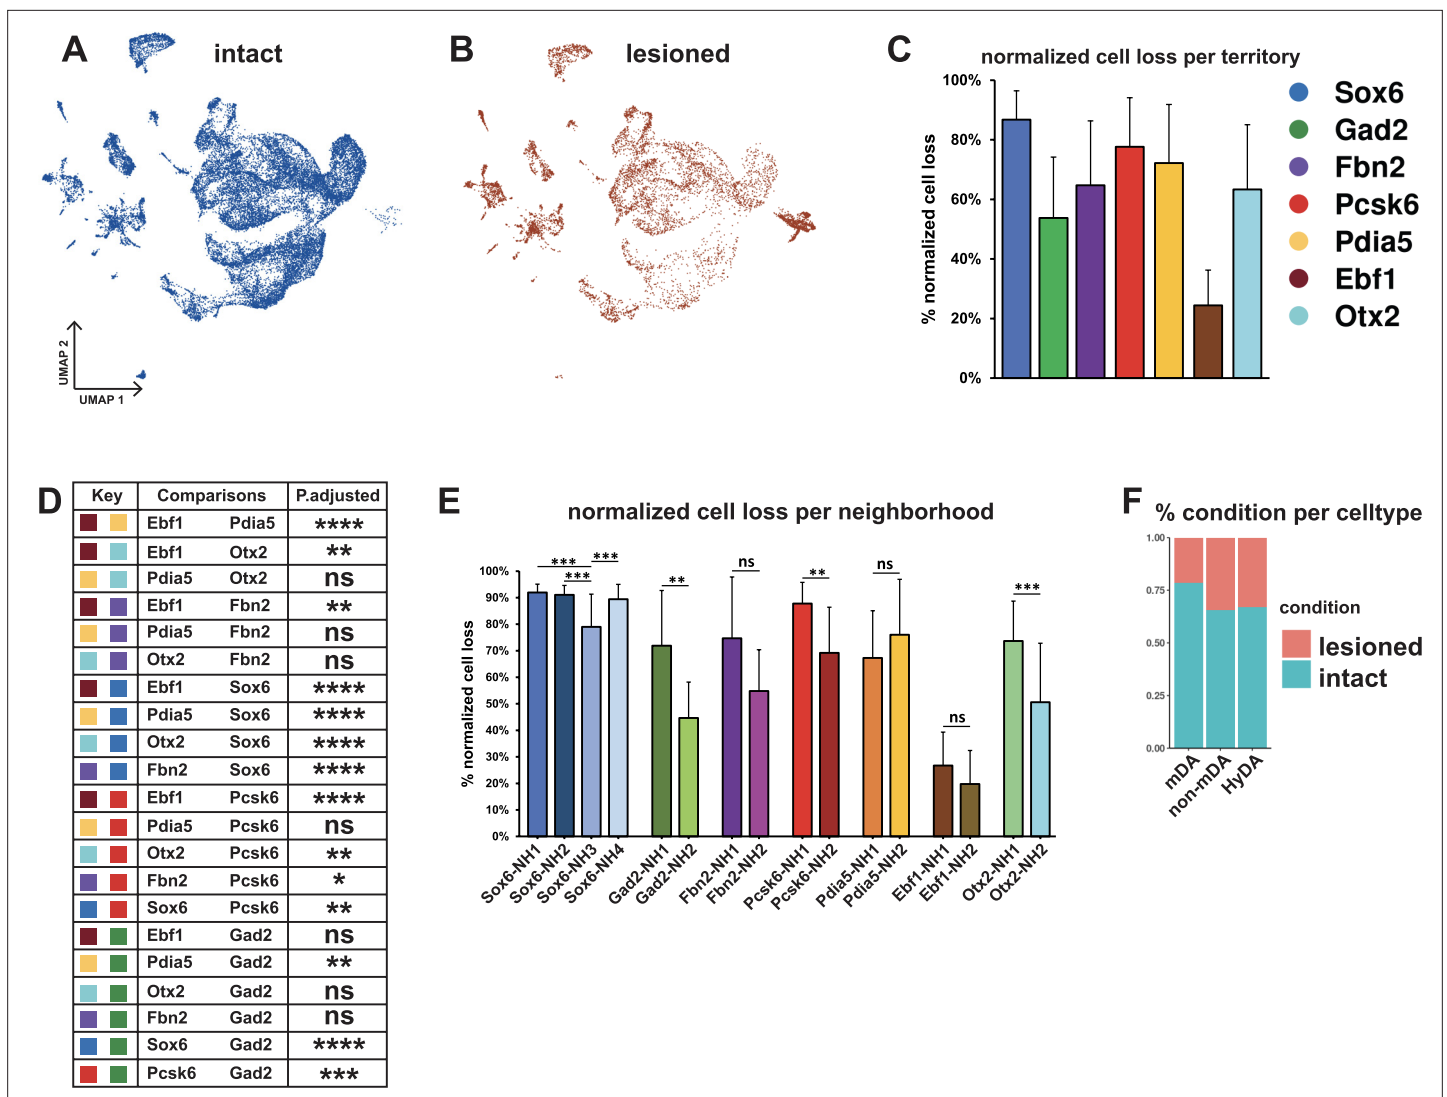 A
intact
B
lesioned
UMAP 2
UMAP 1
C
normalized cell loss per territory
% normalized cell loss
100%
80%
60%
40%
20%
0%
Sox6
Gad2
Fbn2
Pcsk6
Pdia5
Ebf1
Otx2
D
Key Comparisons P.adjusted
Ebf1 Pdia5 ****
Ebf1 Otx2 **
Pdia5 Otx2 ns
Ebf1 Fbn2 **
Pdia5 Fbn2 ns
Otx2 Fbn2 ns
Ebf1 Sox6 ****
Pdia5 Sox6 ****
Otx2 Sox6 ****
Fbn2 Sox6 ****
Ebf1 Pcsk6 ****
Pdia5 Pcsk6 ns
Otx2 Pcsk6 **
Fbn2 Pcsk6 *
Sox6 Pcsk6 **
Ebf1 Gad2 ns
Pdia5 Gad2 **
Otx2 Gad2 ns
Fbn2 Gad2 ns
Sox6 Gad2 ****
Pcsk6 Gad2 ***
E
normalized cell loss per neighborhood
% normalized cell loss
100%
90%
80%
70%
60%
50%
40%
30%
20%
10%
0%
*** *** *** ** ns ** ns ns ***
Sox6-NH1
Sox6-NH2
Sox6-NH3
Sox6-NH4
Gad2-NH1
Gad2-NH2
Fbn2-NH1
Fbn2-NH2
Pcsk6-NH1
Pcsk6-NH2
Pdia5-NH1
Pdia5-NH2
Ebf1-NH1
Ebf1-NH2
Otx2-NH1
Otx2-NH2
F
% condition per celltype
1.00
0.75
0.50
0.25
0.00
mDA
non-mDA
HyDA
condition
lesioned
intact